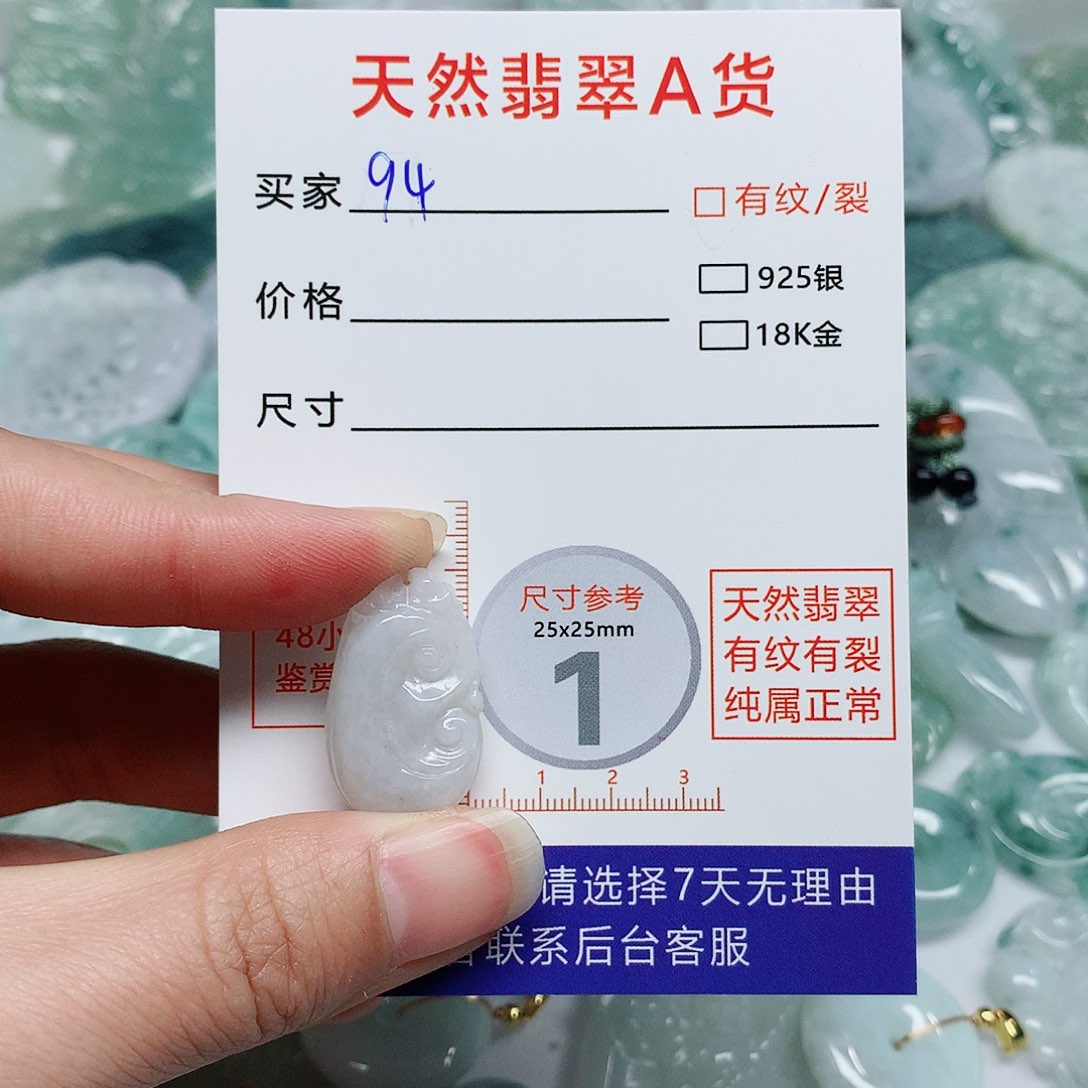 天然翡翠A货
买家 94
有纹/裂
925银
价格
18K金
尺寸
尺寸参考
25x25mm
1
48小
鉴赏
天然翡翠
有纹有裂
纯属正常
1 2 3
请选择7天无理由
联系后台客服